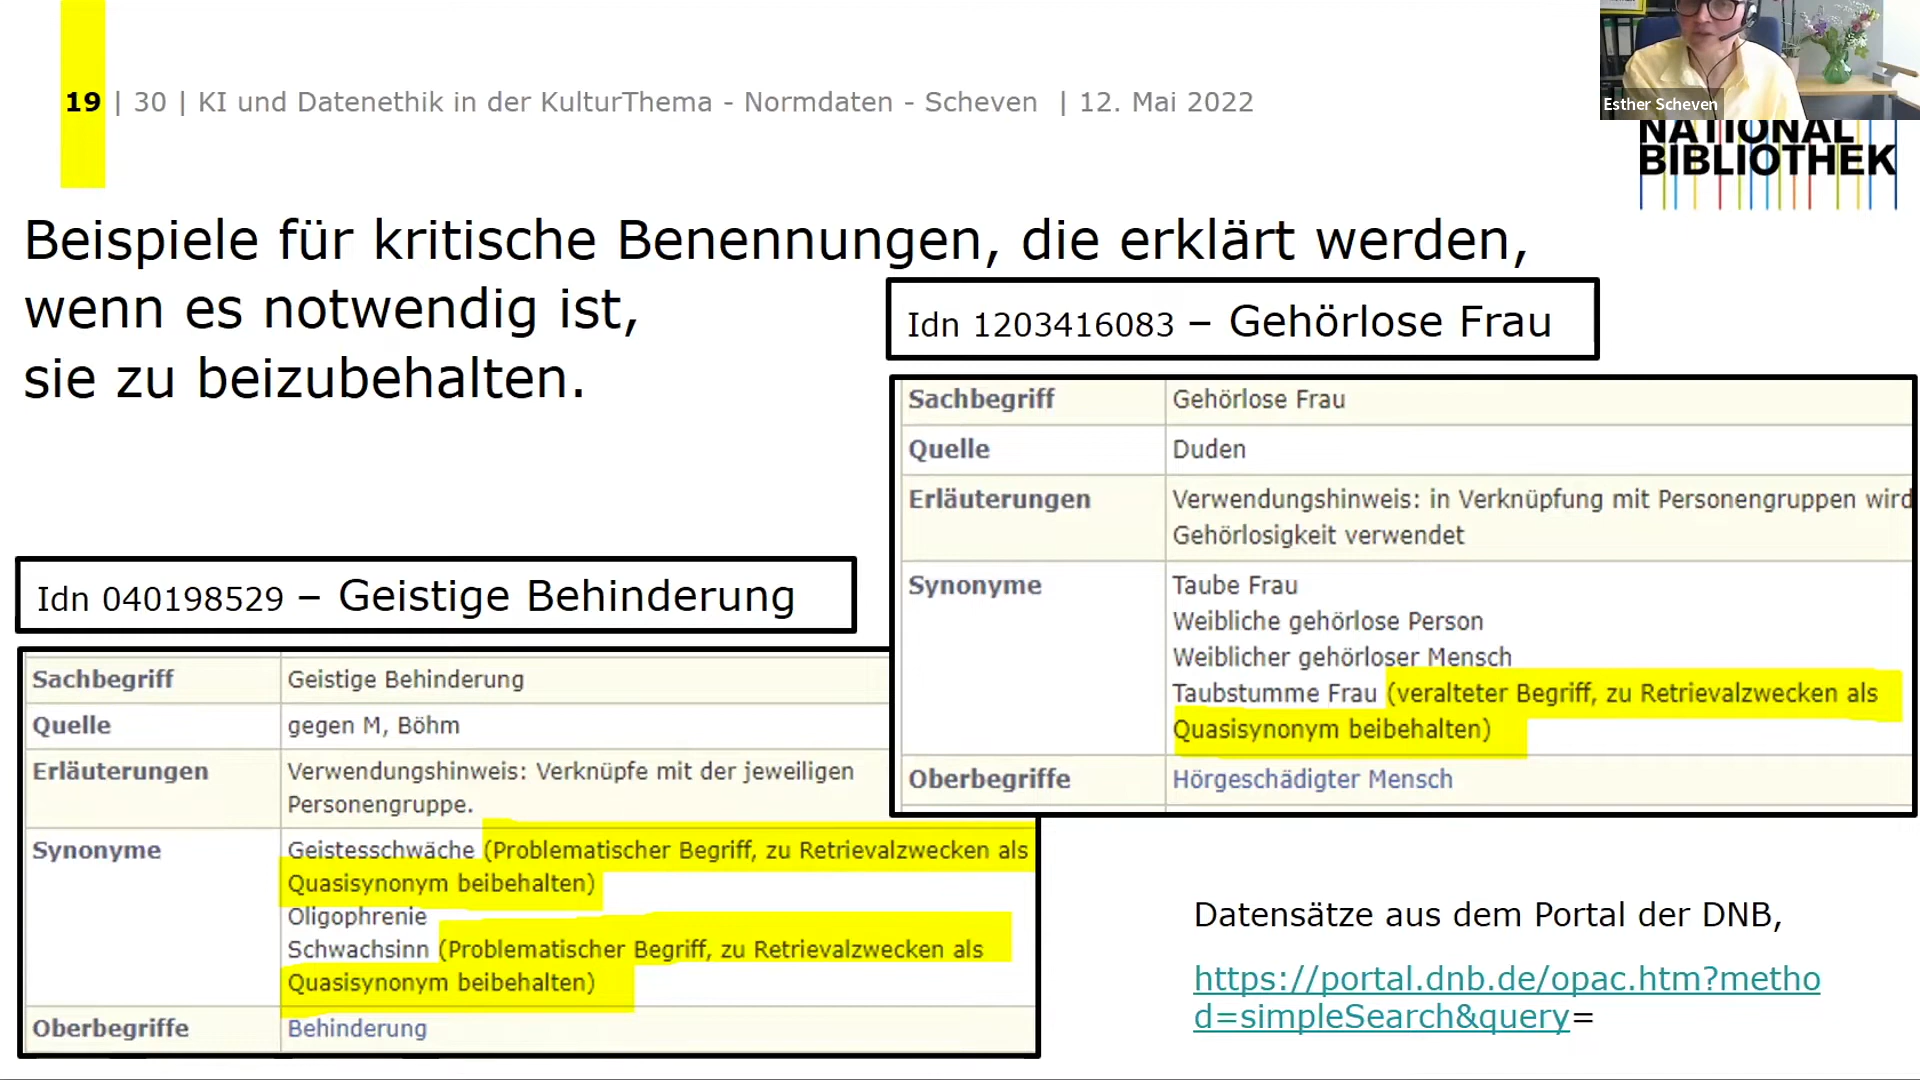 19 | 30 | KI und Datenethik in der KulturThema - Normdaten - Scheven | 12. Mai 2022
Esther Scheven
NATIONAL
BIBLIOTHEK
Beispiele für kritische Benennungen, die erklärt werden,
wenn es notwendig ist,
sie zu beizubehalten.
Idn 1203416083 – Gehörlose Frau
Sachbegriff Gehörlose Frau
Quelle Duden
Erläuterungen Verwendungshinweis: in Verknüpfung mit Personengruppen wird
Gehörlosigkeit verwendet
Synonyme Taube Frau
Weibliche gehörlose Person
Weiblicher gehörloser Mensch
Taubstumme Frau (veralteter Begriff, zu Retrievalzwecken als
Quasisynonym beibehalten)
Oberbegriffe Hörgeschädigter Mensch
Idn 040198529 – Geistige Behinderung
Sachbegriff Geistige Behinderung
Quelle gegen M, Böhm
Erläuterungen Verwendungshinweis: Verknüpfe mit der jeweiligen
Personengruppe.
Synonyme Geistesschwäche (Problematischer Begriff, zu Retrievalzwecken als
Quasisynonym beibehalten)
Oligophrenie
Schwachsinn (Problematischer Begriff, zu Retrievalzwecken als
Quasisynonym beibehalten)
Oberbegriffe Behinderung
Datensätze aus dem Portal der DNB,
https://portal.dnb.de/opac.htm?metho
d=simpleSearch&query=